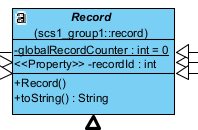 a
Record
(scs1_group1::record)
-globalRecordCounter : int = 0
<<Property>> -recordId : int
+Record()
+toString() : String